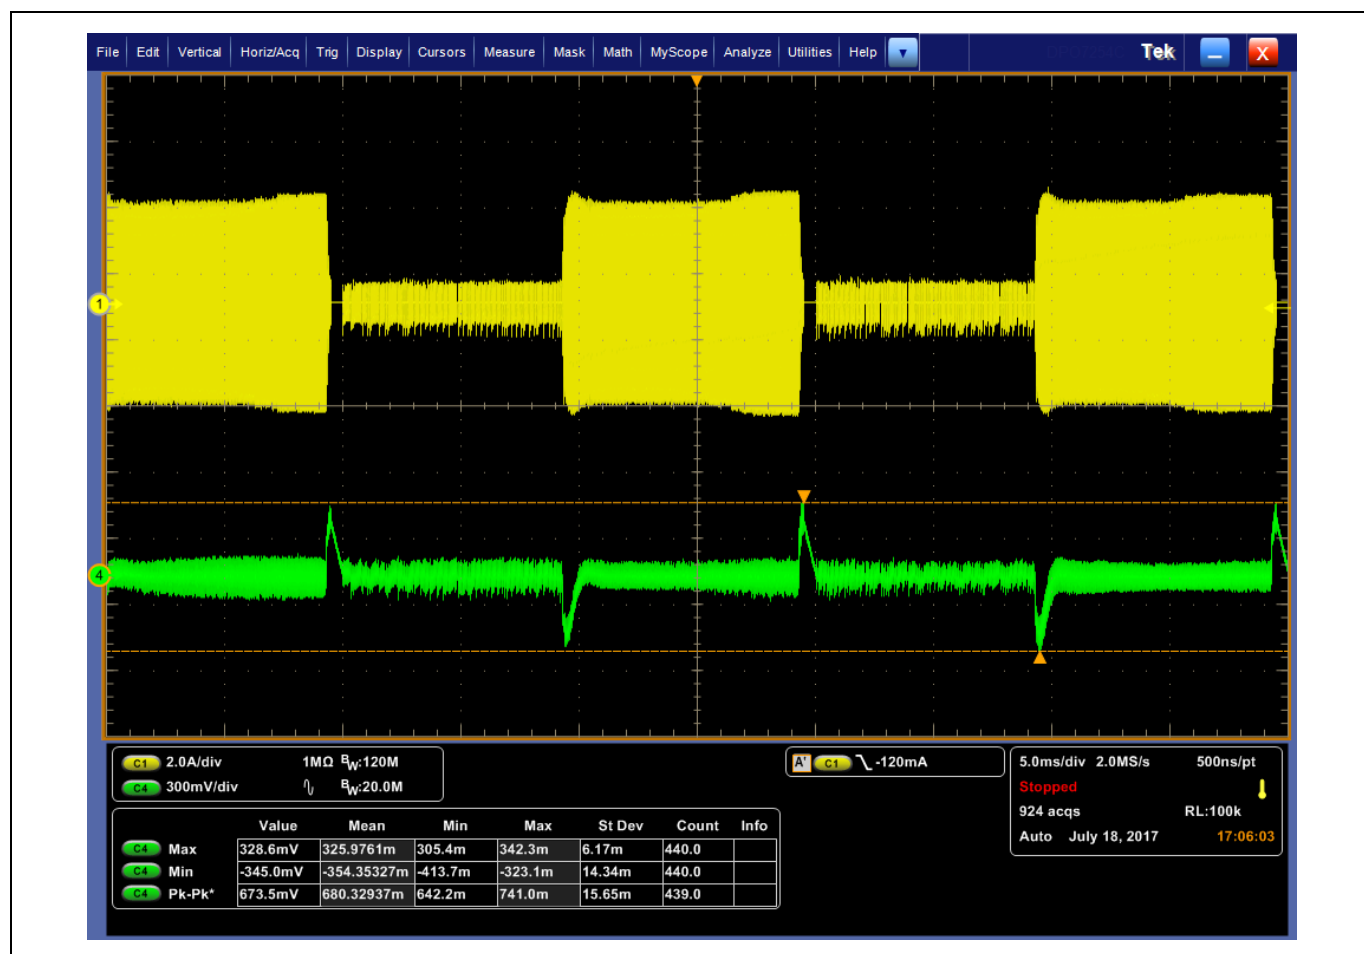 File Edit Vertical Horiz/Acq Trig Display Cursors Measure Mask Math MyScope Analyze Utilities Help Tek X
1
4
C1 2.0A/div 1MΩ BW:120M
C4 300mV/div BW:20.0M
A' C1 -120mA
5.0ms/div 2.0MS/s 500ns/pt
Stopped
924 acqs RL:100k
Auto July 18, 2017 17:06:03
Value Mean Min Max St Dev Count Info
C4 Max 328.6mV 325.9761m 305.4m 342.3m 6.17m 440.0
C4 Min -345.0mV -354.35327m -413.7m -323.1m 14.34m 440.0
C4 Pk-Pk* 673.5mV 680.32937m 642.2m 741.0m 15.65m 439.0